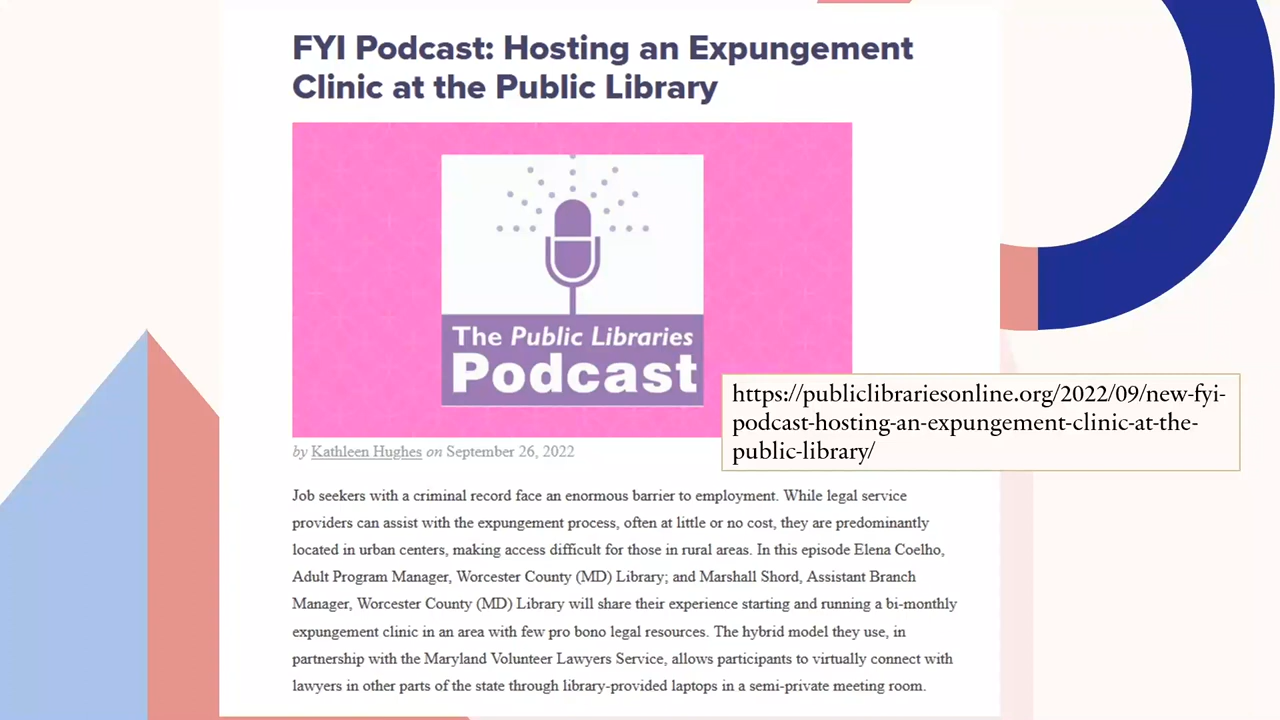 FYI Podcast: Hosting an Expungement
Clinic at the Public Library
The Public Libraries
Podcast
https://publiclibrariesonline.org/2022/09/new-fyi-
podcast-hosting-an-expungement-clinic-at-the-
public-library/
by Kathleen Hughes on September 26, 2022
Job seekers with a criminal record face an enormous barrier to employment. While legal service
providers can assist with the expungement process, often at little or no cost, they are predominantly
located in urban centers, making access difficult for those in rural areas. In this episode Elena Coelho,
Adult Program Manager, Worcester County (MD) Library; and Marshall Shord, Assistant Branch
Manager, Worcester County (MD) Library will share their experience starting and running a bi-monthly
expungement clinic in an area with few pro bono legal resources. The hybrid model they use, in
partnership with the Maryland Volunteer Lawyers Service, allows participants to virtually connect with
lawyers in other parts of the state through library-provided laptops in a semi-private meeting room.